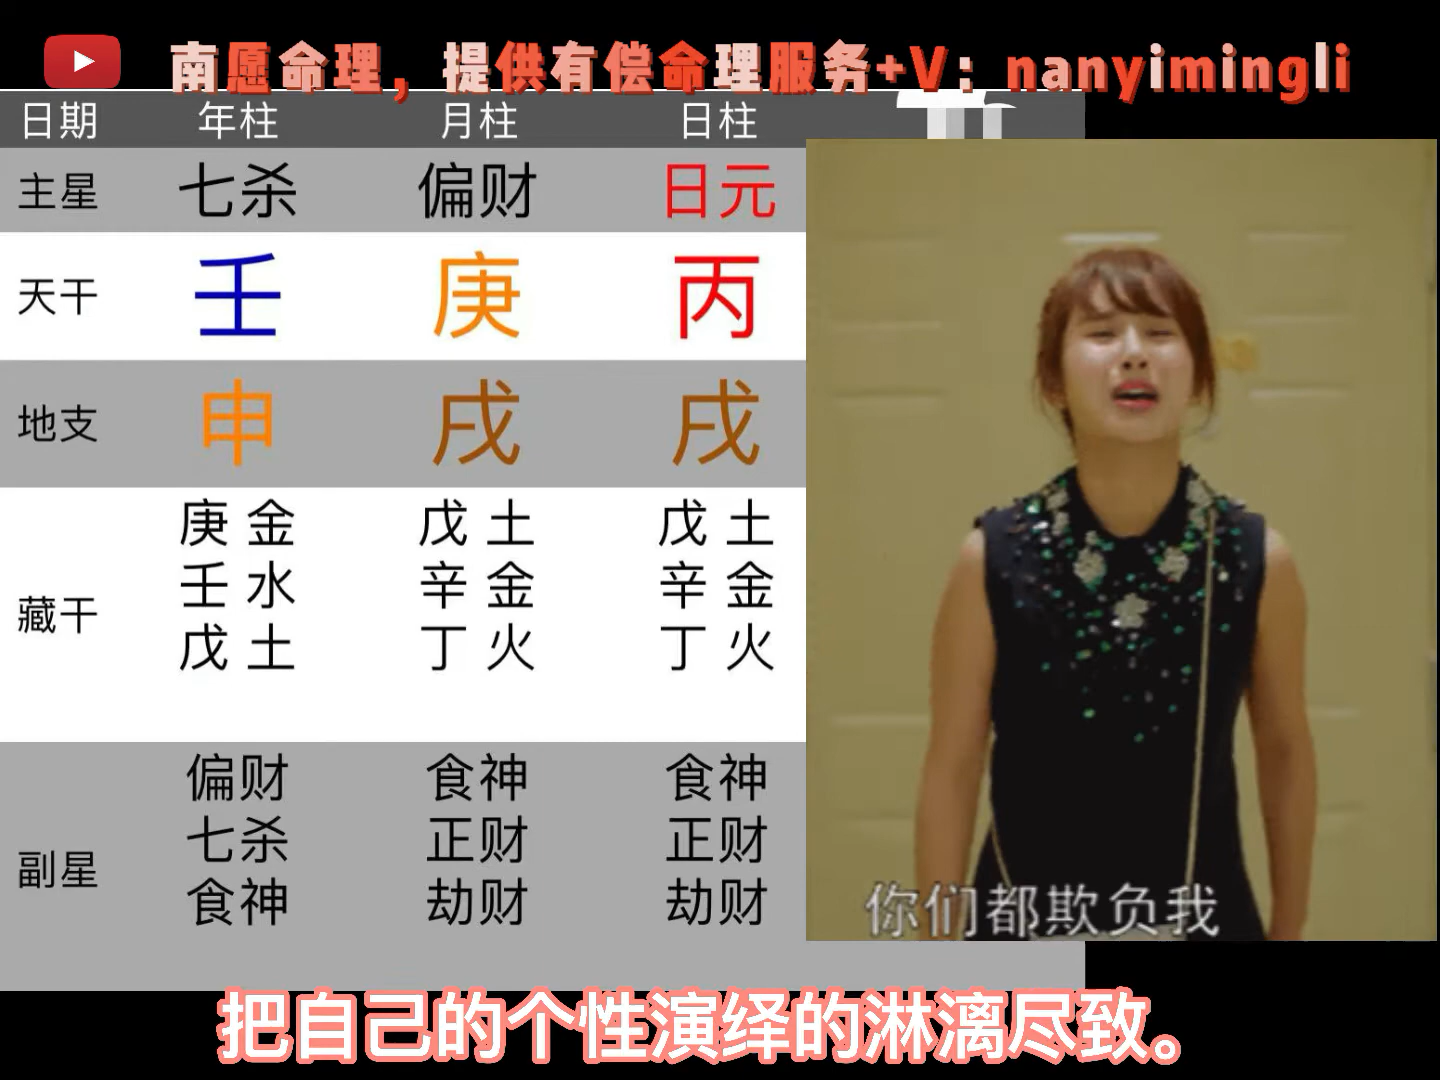 南愿命理，提供有偿命理服务+V：nanyimingli
日期 年柱 月柱 日柱
主星 七杀 偏财 日元
天干 壬 庚 丙
地支 申 戌 戌
藏干
庚金 戊土 戊土
壬水 辛金 辛金
戊土 丁火 丁火
副星
偏财 食神 食神
七杀 正财 正财
食神 劫财 劫财
你们都欺负我
把自己的个性演绎的淋漓尽致。